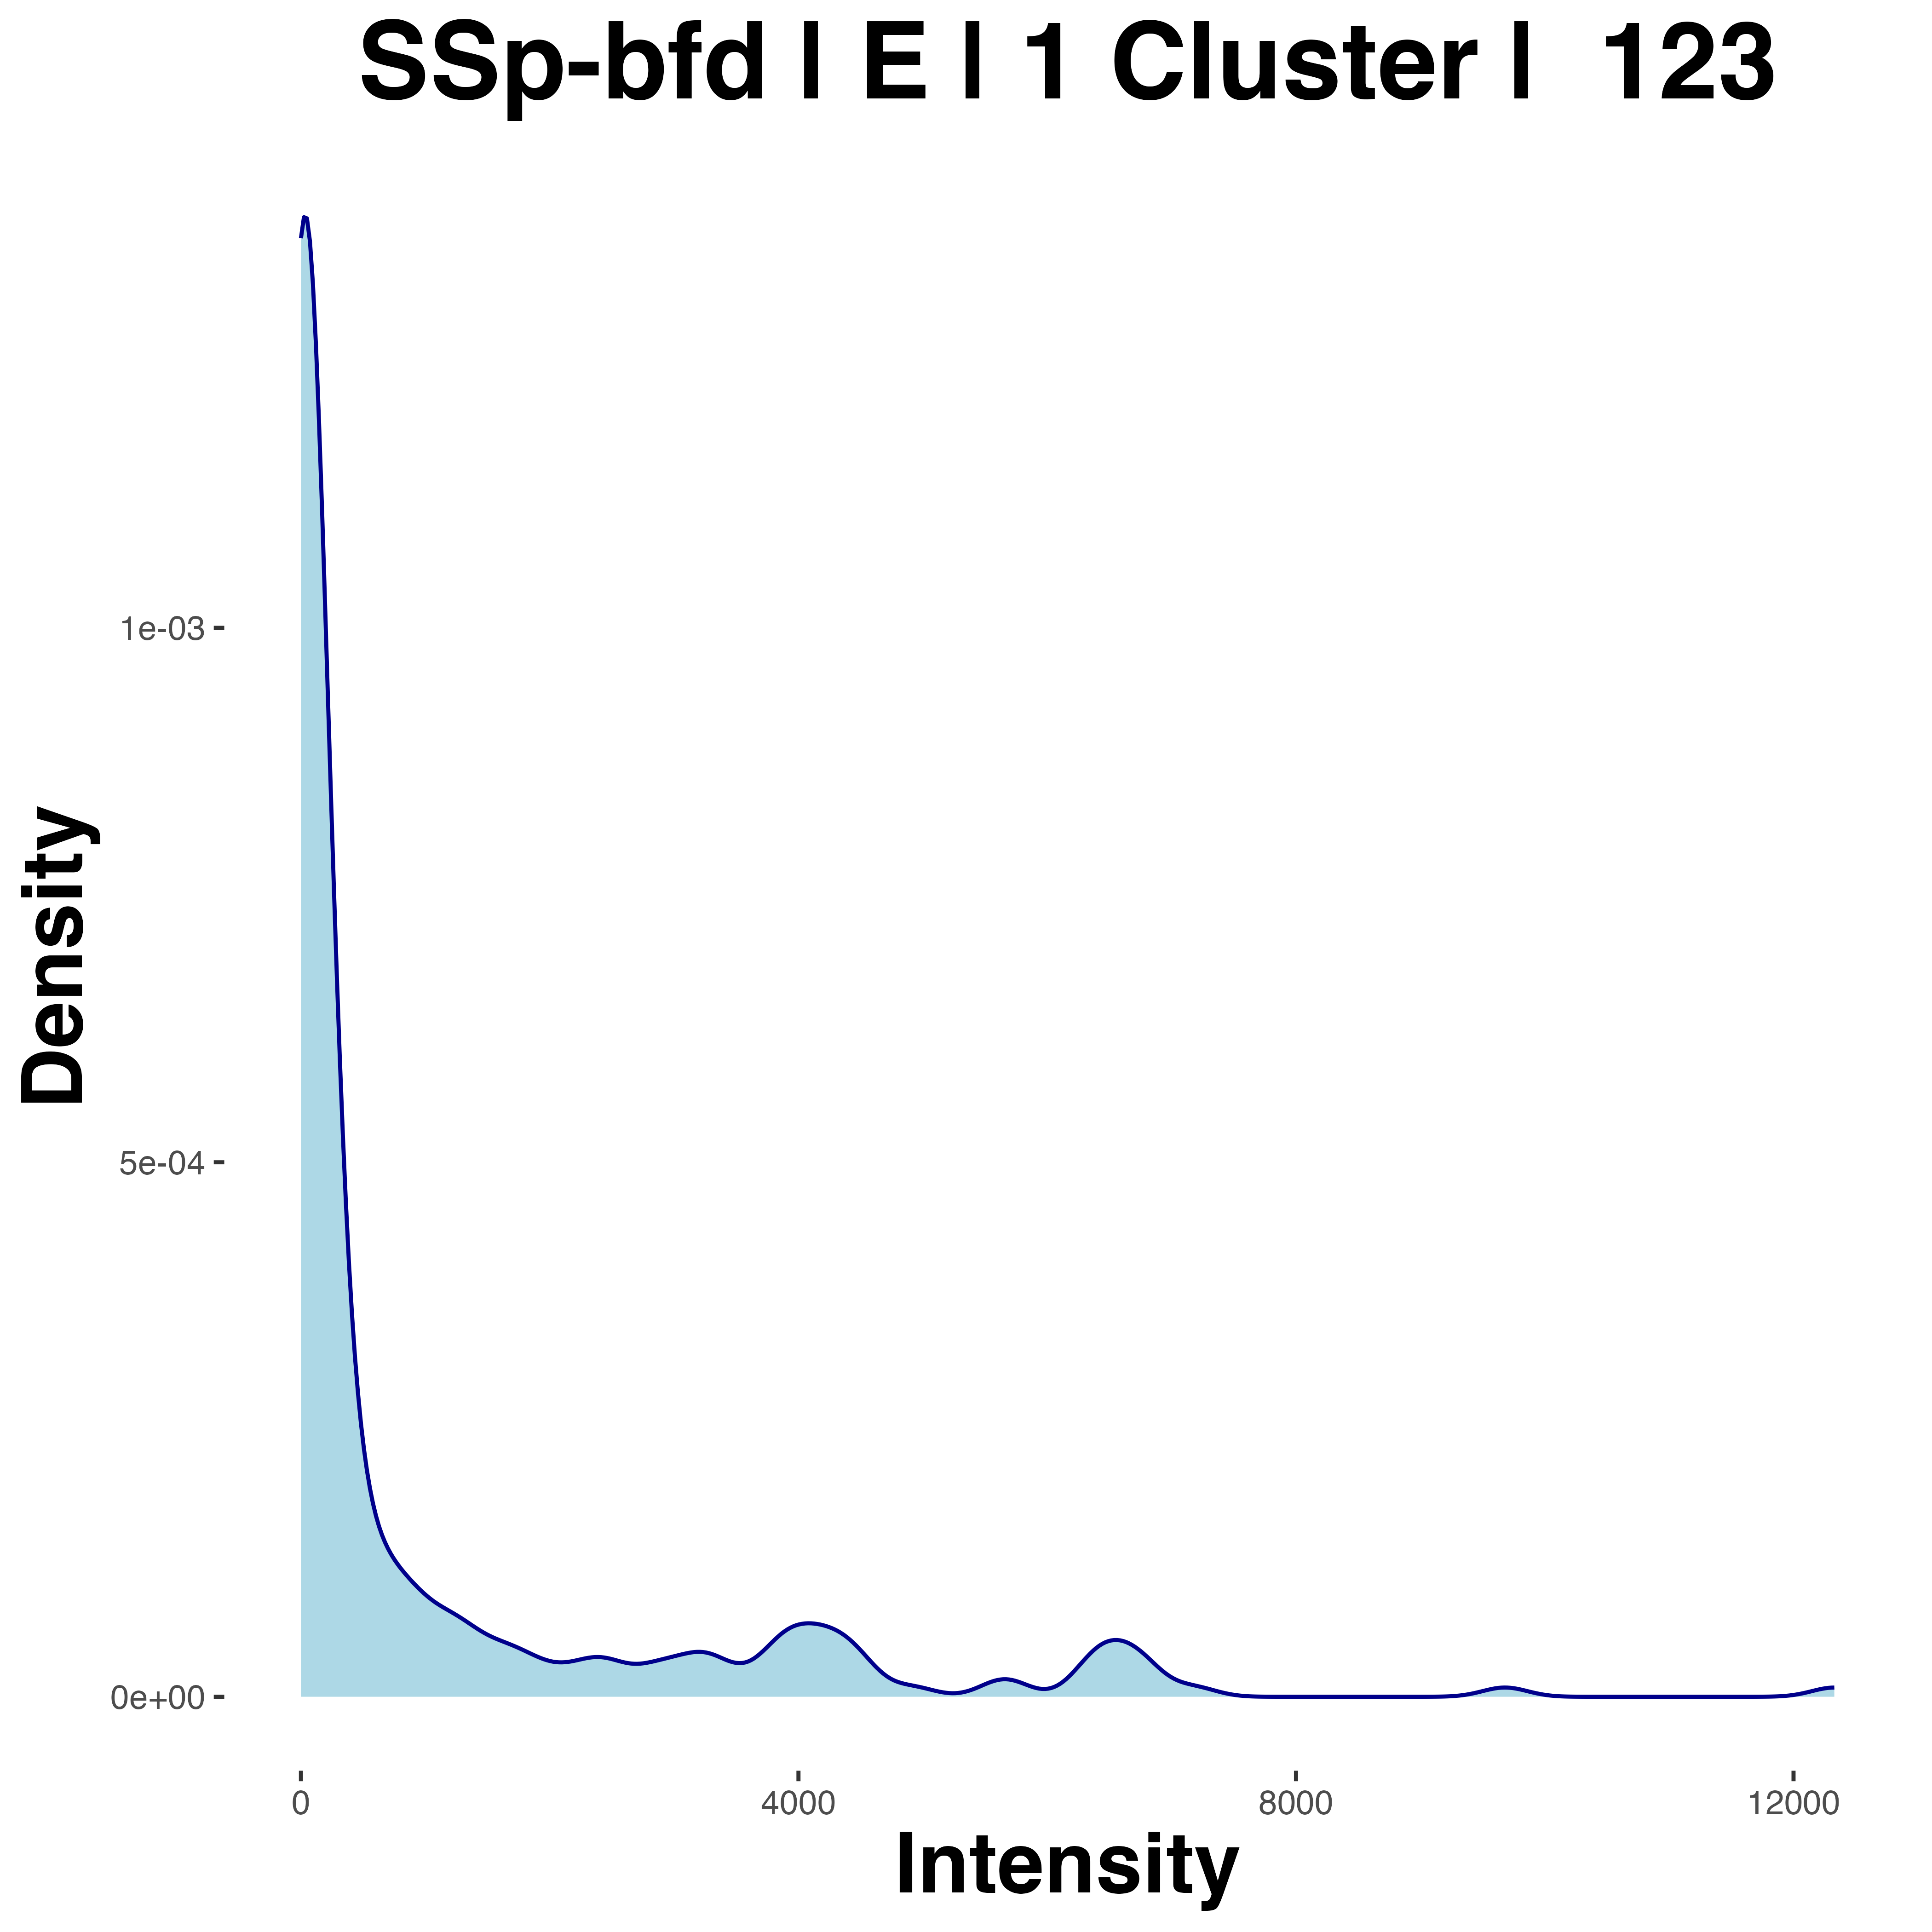 SSp-bfd | E | 1 Cluster |  123
Density
1e-03
5e-04
0e+00
0 4000 8000 12000
Intensity